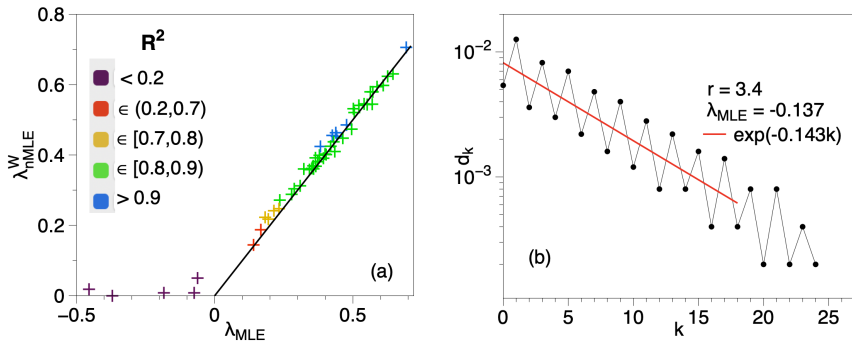 0.8
0.6
0.4
0.2
0
λ^W_nMLE
R²
< 0.2
∈ (0.2,0.7)
∈ [0.7,0.8)
∈ [0.8,0.9)
> 0.9
(a)
−0.5 0 0.5
λ_MLE
10⁻²
10⁻³
d_k
r = 3.4
λ_MLE = -0.137
exp(-0.143k)
(b)
0 5 10 15 20 25
k